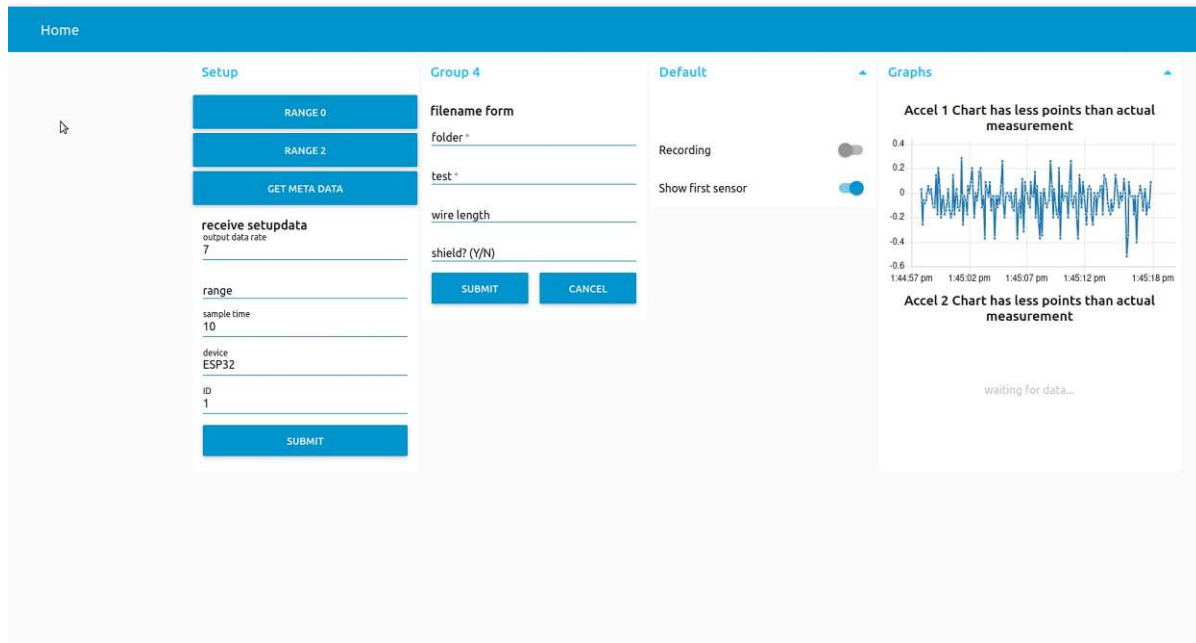 Home
Setup
RANGE 0
RANGE 2
GET META DATA
receive setupdata
output data rate
7
range
sample time
10
device
ESP32
ID
1
SUBMIT
Group 4
filename form
folder *
test *
wire length
shield? (Y/N)
SUBMIT CANCEL
Default
Recording
Show first sensor
Graphs
Accel 1 Chart has less points than actual
measurement
0.4
0.2
0
-0.2
-0.4
-0.6
1:44:57 pm 1:45:02 pm 1:45:07 pm 1:45:12 pm 1:45:18 pm
Accel 2 Chart has less points than actual
measurement
waiting for data...